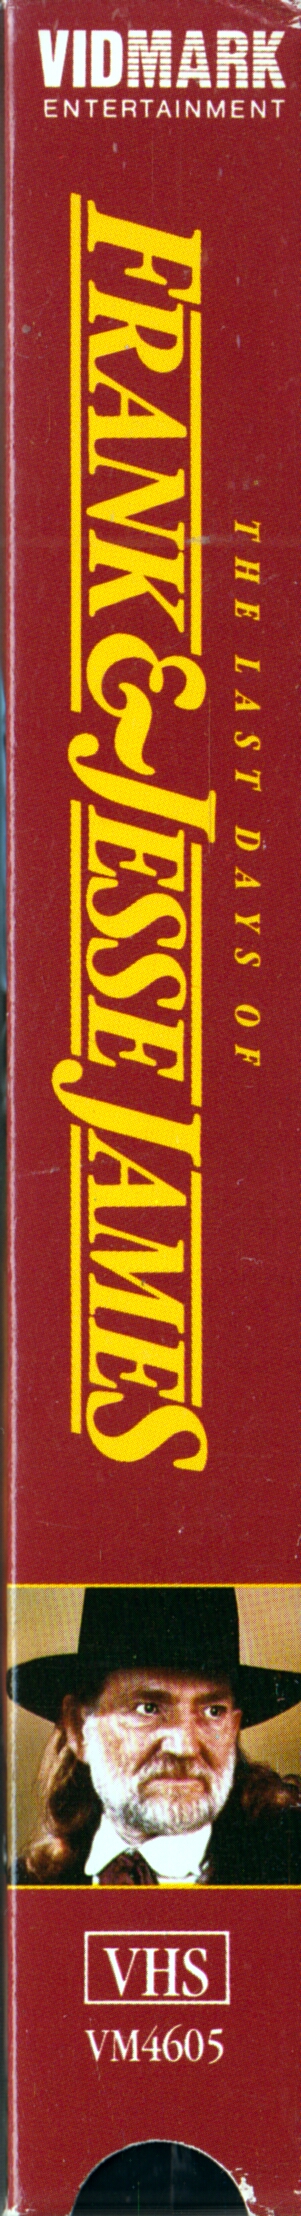 VIDMARK
ENTERTAINMENT
THE LAST DAYS OF
FRANK & JESSE JAMES
VHS
VM4605